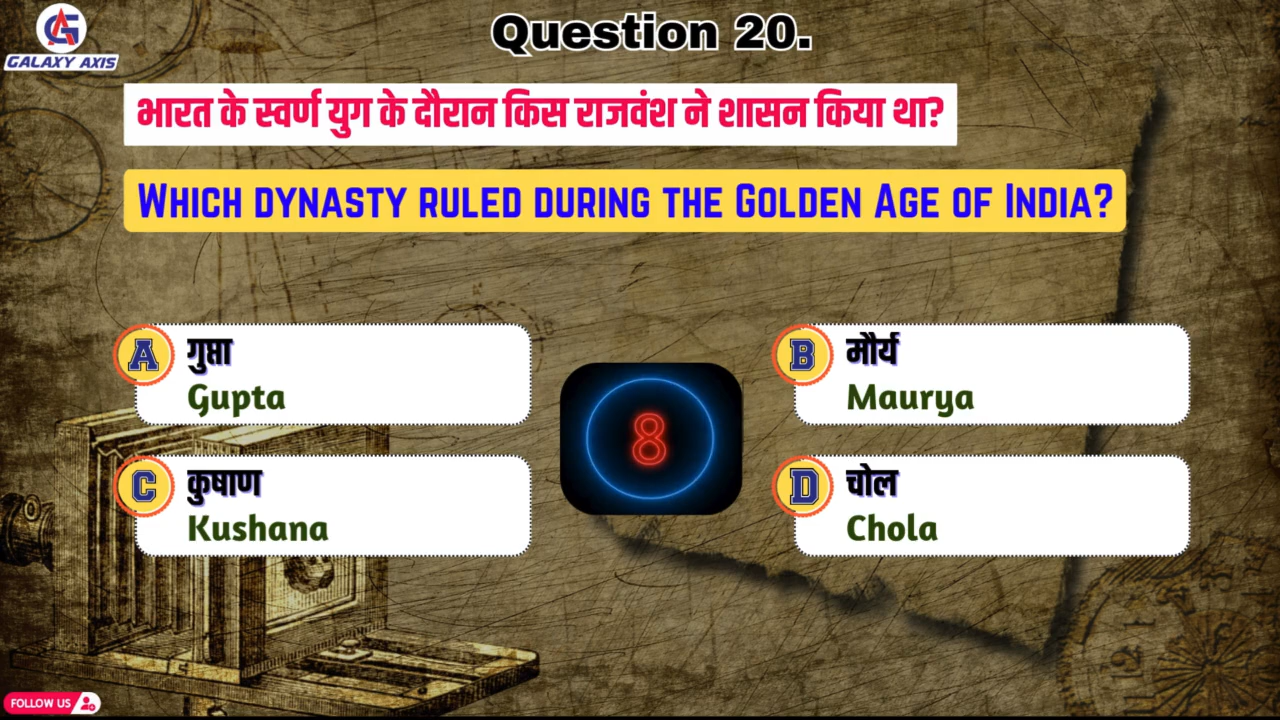 GALAXY AXIS
Question 20.
भारत के स्वर्ण युग के दौरान किस राजवंश ने शासन किया था?
Which dynasty ruled during the Golden Age of India?
A
गुप्ता
Gupta
B
मौर्य
Maurya
8
C
कुषाण
Kushana
D
चोल
Chola
12
FOLLOW US